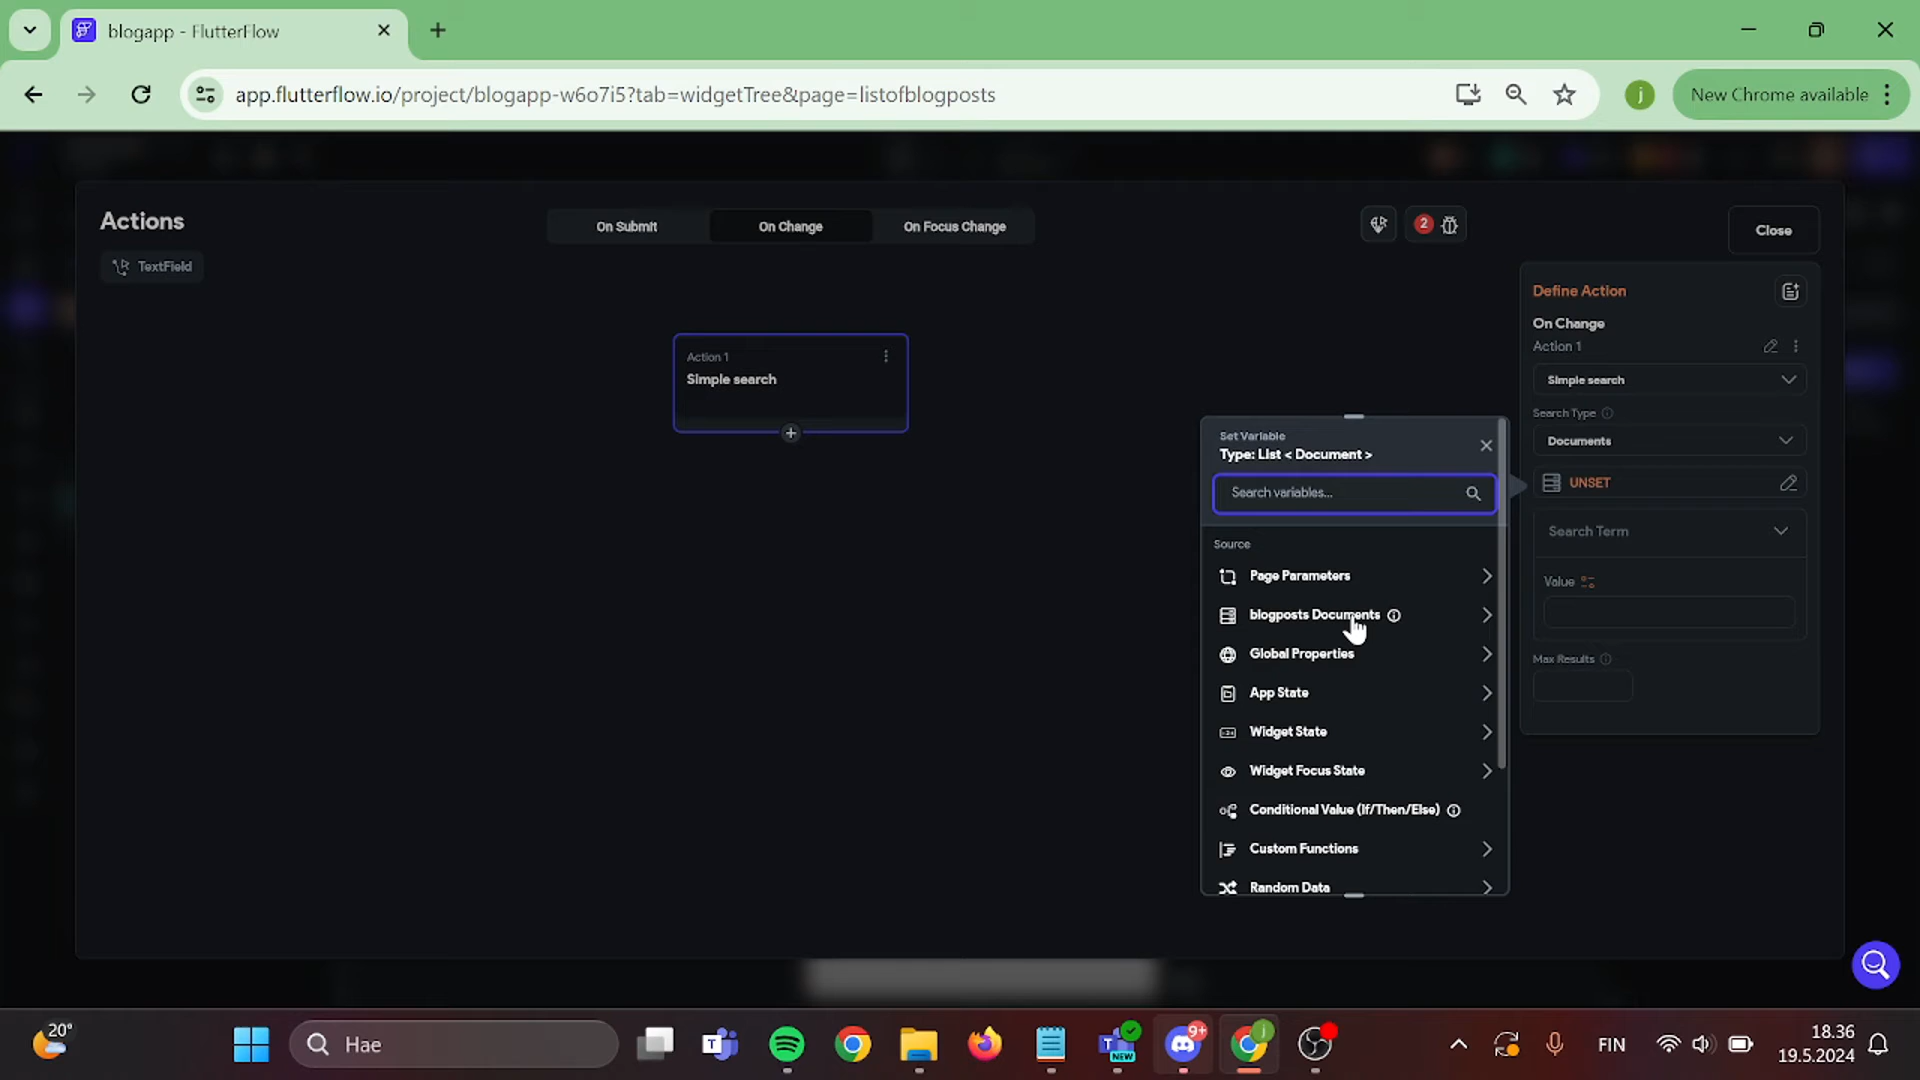 blogapp - FlutterFlow
app.flutterflow.io/project/blogapp-w6o7i5?tab=widgetTree&page=listofblogposts
j
New Chrome available
Actions
On Submit
On Change
On Focus Change
2
Close
TextField
Define Action
On Change
Action 1
Simple search
Search Type
Documents
UNSET
Search Term
Value
Max Results
Action 1
Simple search
Set Variable
Type: List < Document >
Search variables...
Source
Page Parameters
blogposts Documents
Global Properties
App State
Widget State
Widget Focus State
Conditional Value (If/Then/Else)
Custom Functions
Random Data
20°
Hae
NEW
9+
j
FIN
18.36
19.5.2024